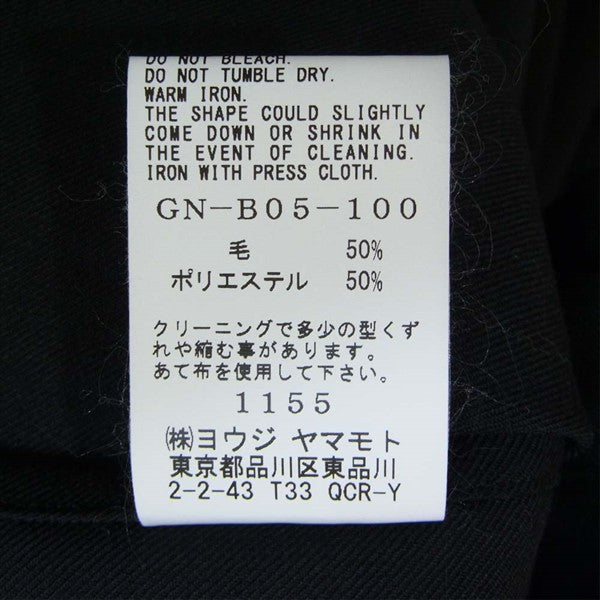 DO NOT BLEACH.
DO NOT TUMBLE DRY.
WARM IRON.
THE SHAPE COULD SLIGHTLY
COME DOWN OR SHRINK IN
THE EVENT OF CLEANING.
IRON WITH PRESS CLOTH.
GN-B05-100
毛 50%
ポリエステル 50%
クリーニングで多少の型くず
れや縮む事があります。
あて布を使用して下さい。
1155
㈱ヨウジ ヤマモト
東京都品川区東品川
2-2-43 T33 QCR-Y